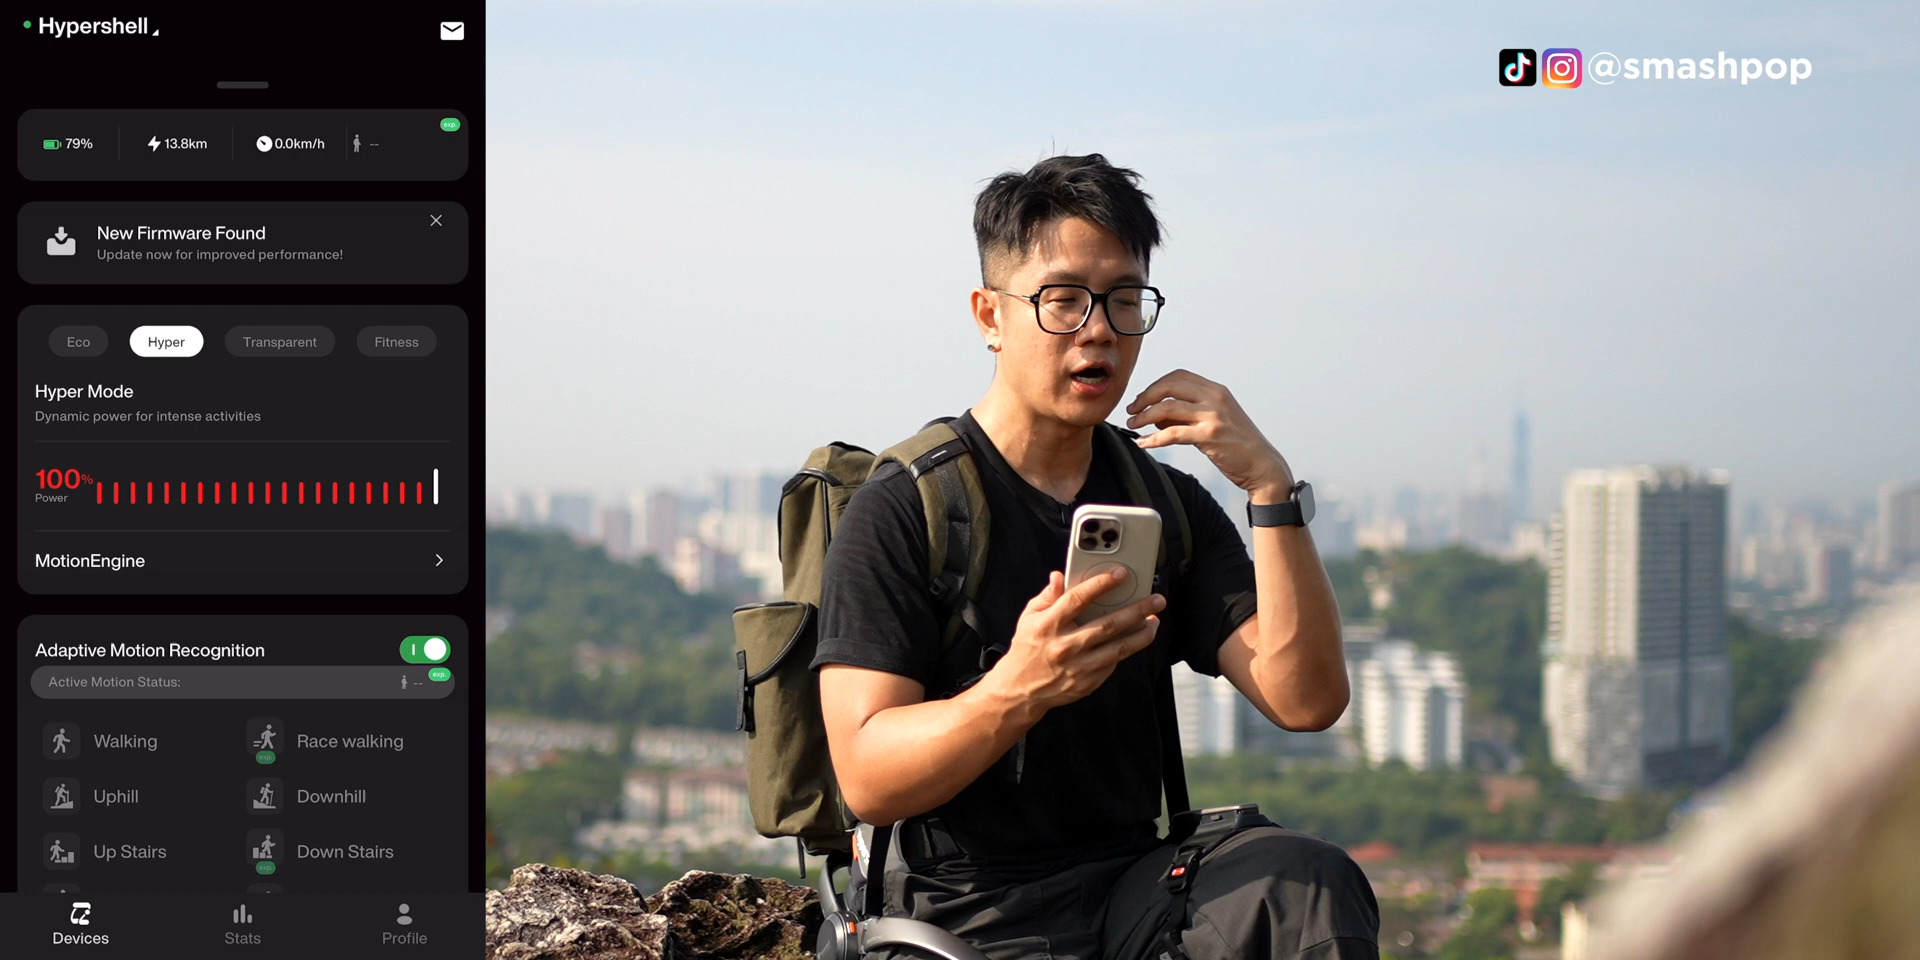 Hypershell
79%
13.8km
0.0km/h
--
exp.
New Firmware Found
Update now for improved performance!
Eco
Hyper
Transparent
Fitness
Hyper Mode
Dynamic power for intense activities
100%
Power
MotionEngine
Adaptive Motion Recognition
Active Motion Status:
--
exp.
Walking
Race walking
exp.
Uphill
Downhill
Up Stairs
Down Stairs
exp.
Devices
Stats
Profile
@smashpop